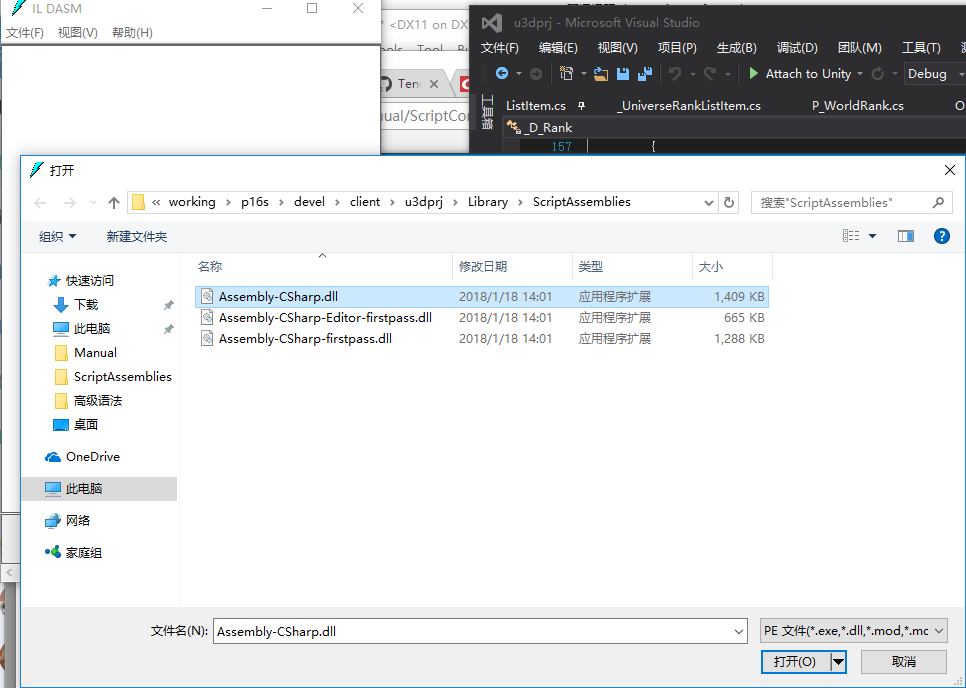 IL DASM
文件(F) 视图(V) 帮助(H)
* <DX11 on DX
Tool
Ten
ual/ScriptCor
u3dprj - Microsoft Visual Studio
文件(F) 编辑(E) 视图(V) 项目(P) 生成(B) 调试(D) 团队(M) 工具(T)
Attach to Unity Debug
工具箱
ListItem.cs _UniverseRankListItem.cs P_WorldRank.cs
_D_Rank
157 {
打开
« working › p16s › devel › client › u3dprj › Library › ScriptAssemblies
搜索"ScriptAssemblies"
组织 新建文件夹
快速访问
下载
此电脑
Manual
ScriptAssemblies
高级语法
桌面
OneDrive
此电脑
网络
家庭组
名称 修改日期 类型 大小
Assembly-CSharp.dll 2018/1/18 14:01 应用程序扩展 1,409 KB
Assembly-CSharp-Editor-firstpass.dll 2018/1/18 14:01 应用程序扩展 665 KB
Assembly-CSharp-firstpass.dll 2018/1/18 14:01 应用程序扩展 1,288 KB
文件名(N): Assembly-CSharp.dll
PE 文件(*.exe,*.dll,*.mod,*.mc
打开(O) 取消